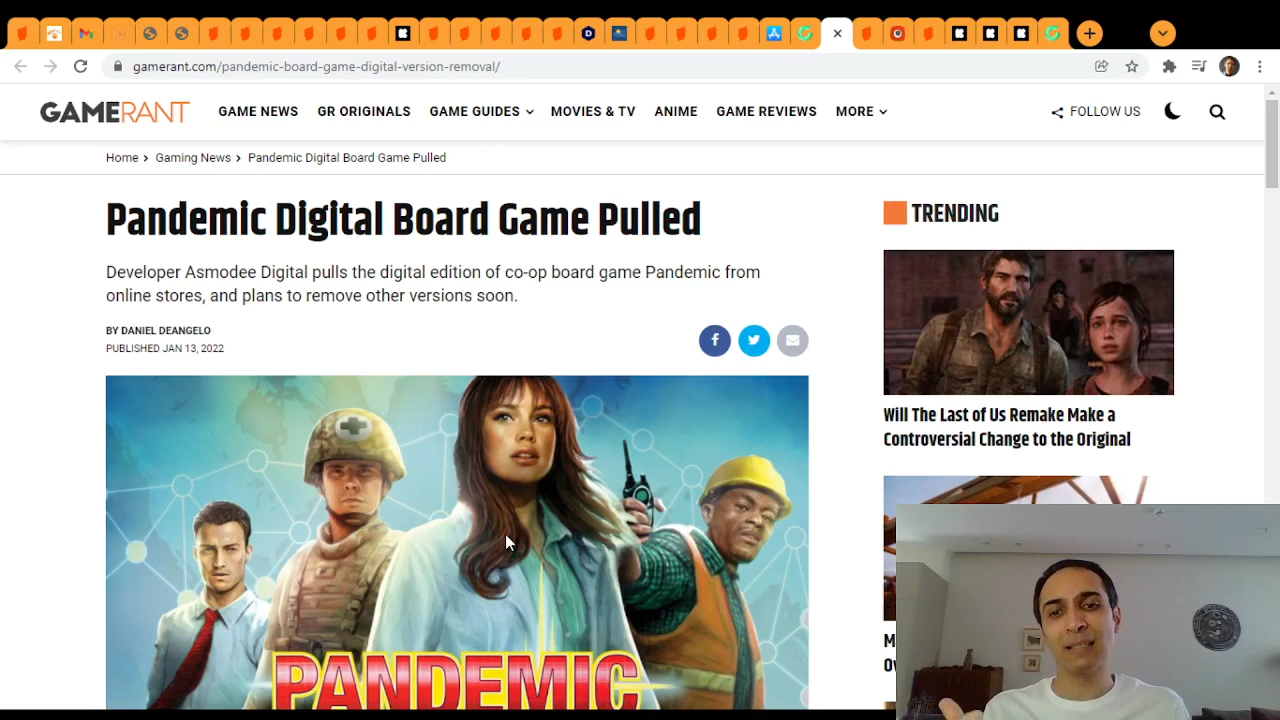 gamerant.com/pandemic-board-game-digital-version-removal/
GAMERANT
GAME NEWS
GR ORIGINALS
GAME GUIDES
MOVIES & TV
ANIME
GAME REVIEWS
MORE
FOLLOW US
Home
Gaming News
Pandemic Digital Board Game Pulled
Pandemic Digital Board Game Pulled
Developer Asmodee Digital pulls the digital edition of co-op board game Pandemic from
online stores, and plans to remove other versions soon.
BY DANIEL DEANGELO
PUBLISHED JAN 13, 2022
PANDEMIC
TRENDING
Will The Last of Us Remake Make a
Controversial Change to the Original